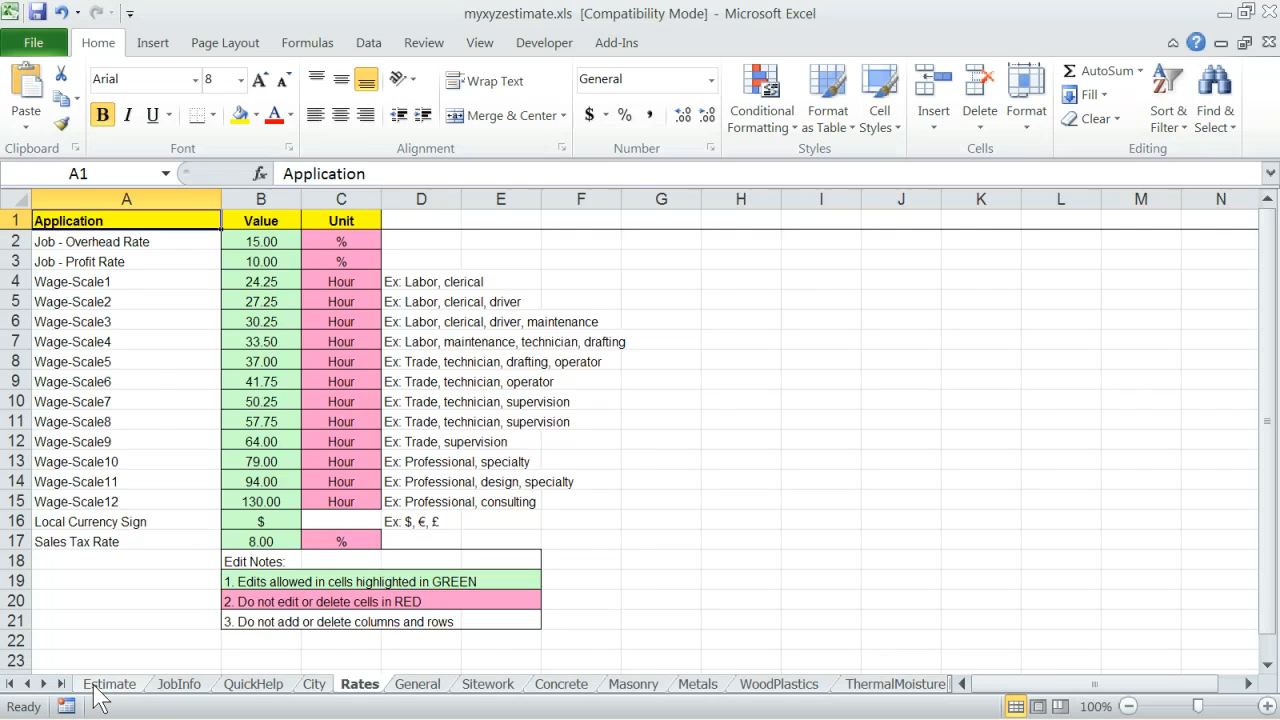 myxyzestimate.xls [Compatibility Mode] - Microsoft Excel
File Home Insert Page Layout Formulas Data Review View Developer Add-Ins
Arial 8 Wrap Text General AutoSum
Paste Conditional Format Cell Insert Delete Format Fill Sort & Find &
B I U A Merge & Center $ % , Formatting as Table Styles Clear Filter Select
Clipboard Font Alignment Number Styles Cells Editing
A1 fx Application
A B C D E F G H I J K L M N
1 Application Value Unit
2 Job - Overhead Rate 15.00 %
3 Job - Profit Rate 10.00 %
4 Wage-Scale1 24.25 Hour Ex: Labor, clerical
5 Wage-Scale2 27.25 Hour Ex: Labor, clerical, driver
6 Wage-Scale3 30.25 Hour Ex: Labor, clerical, driver, maintenance
7 Wage-Scale4 33.50 Hour Ex: Labor, maintenance, technician, drafting
8 Wage-Scale5 37.00 Hour Ex: Trade, technician, drafting, operator
9 Wage-Scale6 41.75 Hour Ex: Trade, technician, operator
10 Wage-Scale7 50.25 Hour Ex: Trade, technician, supervision
11 Wage-Scale8 57.75 Hour Ex: Trade, technician, supervision
12 Wage-Scale9 64.00 Hour Ex: Trade, supervision
13 Wage-Scale10 79.00 Hour Ex: Professional, specialty
14 Wage-Scale11 94.00 Hour Ex: Professional, design, specialty
15 Wage-Scale12 130.00 Hour Ex: Professional, consulting
16 Local Currency Sign $ Ex: $, €, £
17 Sales Tax Rate 8.00 %
18 Edit Notes:
19 1. Edits allowed in cells highlighted in GREEN
20 2. Do not edit or delete cells in RED
21 3. Do not add or delete columns and rows
22
23
Estimate JobInfo QuickHelp City Rates General Sitework Concrete Masonry Metals WoodPlastics ThermalMoisture
Ready 100%